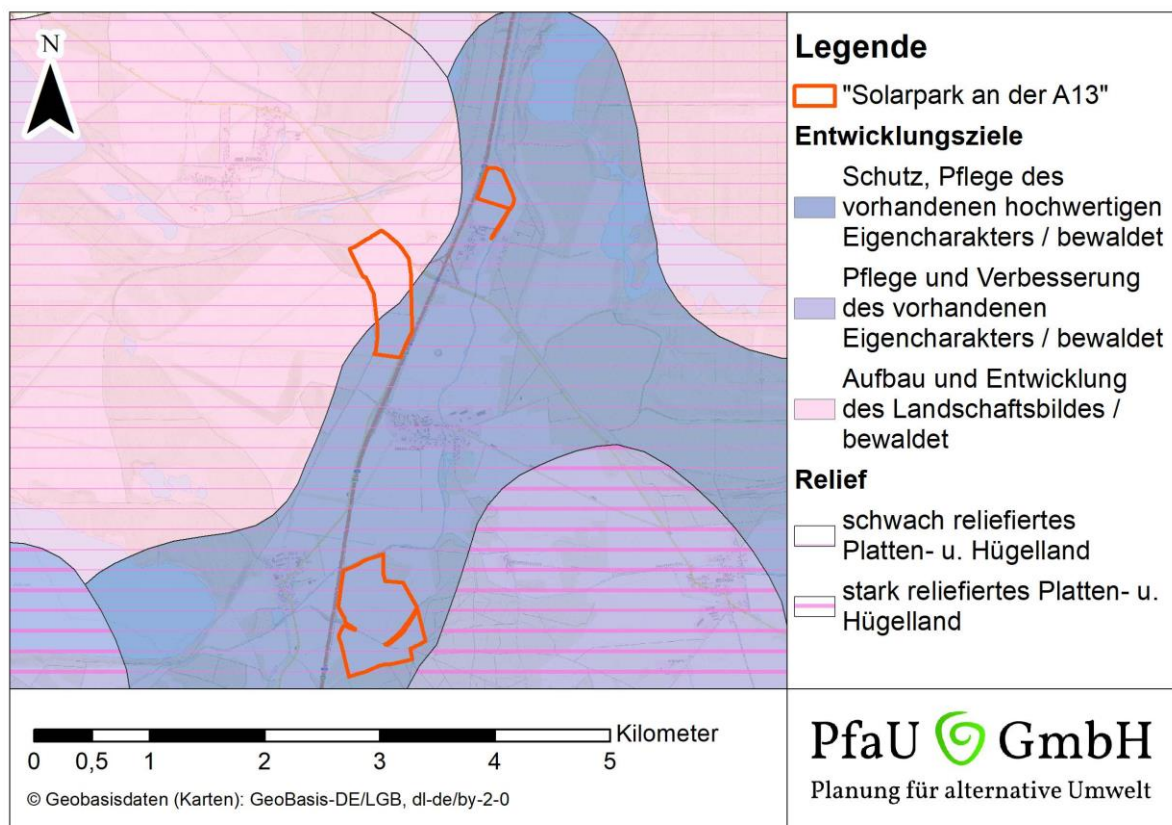 N
Legende
"Solarpark an der A13"
Entwicklungsziele
Schutz, Pflege des
vorhandenen hochwertigen
Eigencharakters / bewaldet
Pflege und Verbesserung
des vorhandenen
Eigencharakters / bewaldet
Aufbau und Entwicklung
des Landschaftsbildes /
bewaldet
Relief
schwach reliefiertes
Platten- u. Hügelland
stark reliefiertes Platten- u.
Hügelland
Kilometer
0 0,5 1 2 3 4 5
© Geobasisdaten (Karten): GeoBasis-DE/LGB, dl-de/by-2-0
PfaU GmbH
Planung für alternative Umwelt